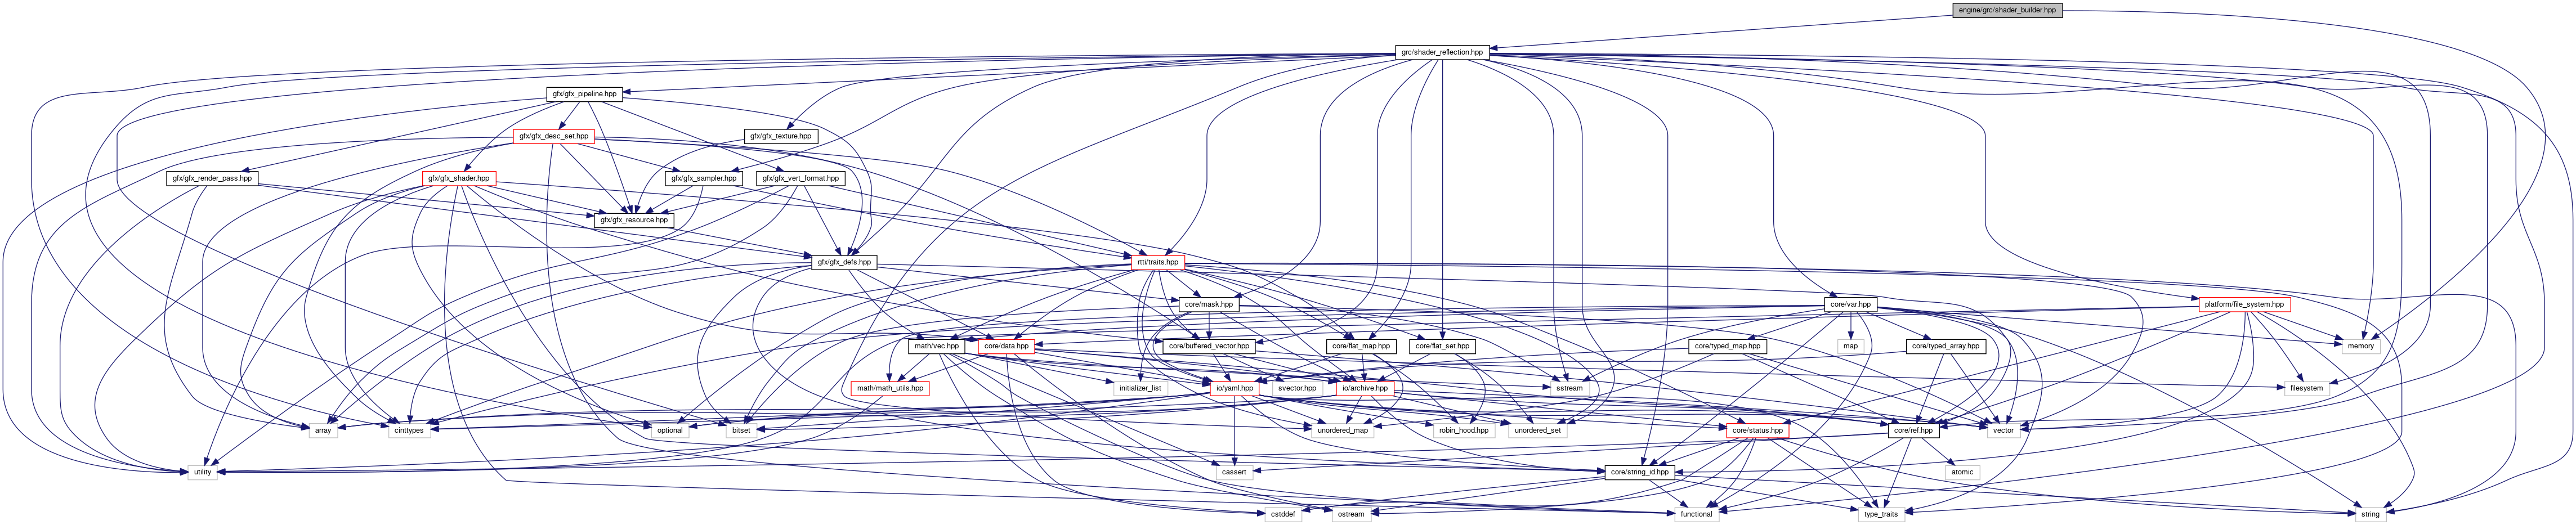 engine/grc/shader_builder.hpp
grc/shader_reflection.hpp
gfx/gfx_pipeline.hpp
gfx/gfx_desc_set.hpp
gfx/gfx_texture.hpp
gfx/gfx_render_pass.hpp
gfx/gfx_shader.hpp
gfx/gfx_sampler.hpp
gfx/gfx_vert_format.hpp
gfx/gfx_resource.hpp
gfx/gfx_defs.hpp
rtti/traits.hpp
core/mask.hpp
core/var.hpp
platform/file_system.hpp
math/vec.hpp
core/data.hpp
core/buffered_vector.hpp
core/flat_map.hpp
core/flat_set.hpp
core/typed_map.hpp
map
core/typed_array.hpp
memory
math/math_utils.hpp
initializer_list
io/yaml.hpp
svector.hpp
io/archive.hpp
sstream
filesystem
array
cinttypes
optional
bitset
unordered_map
robin_hood.hpp
unordered_set
core/status.hpp
core/ref.hpp
vector
utility
cassert
core/string_id.hpp
atomic
cstddef
ostream
functional
type_traits
string